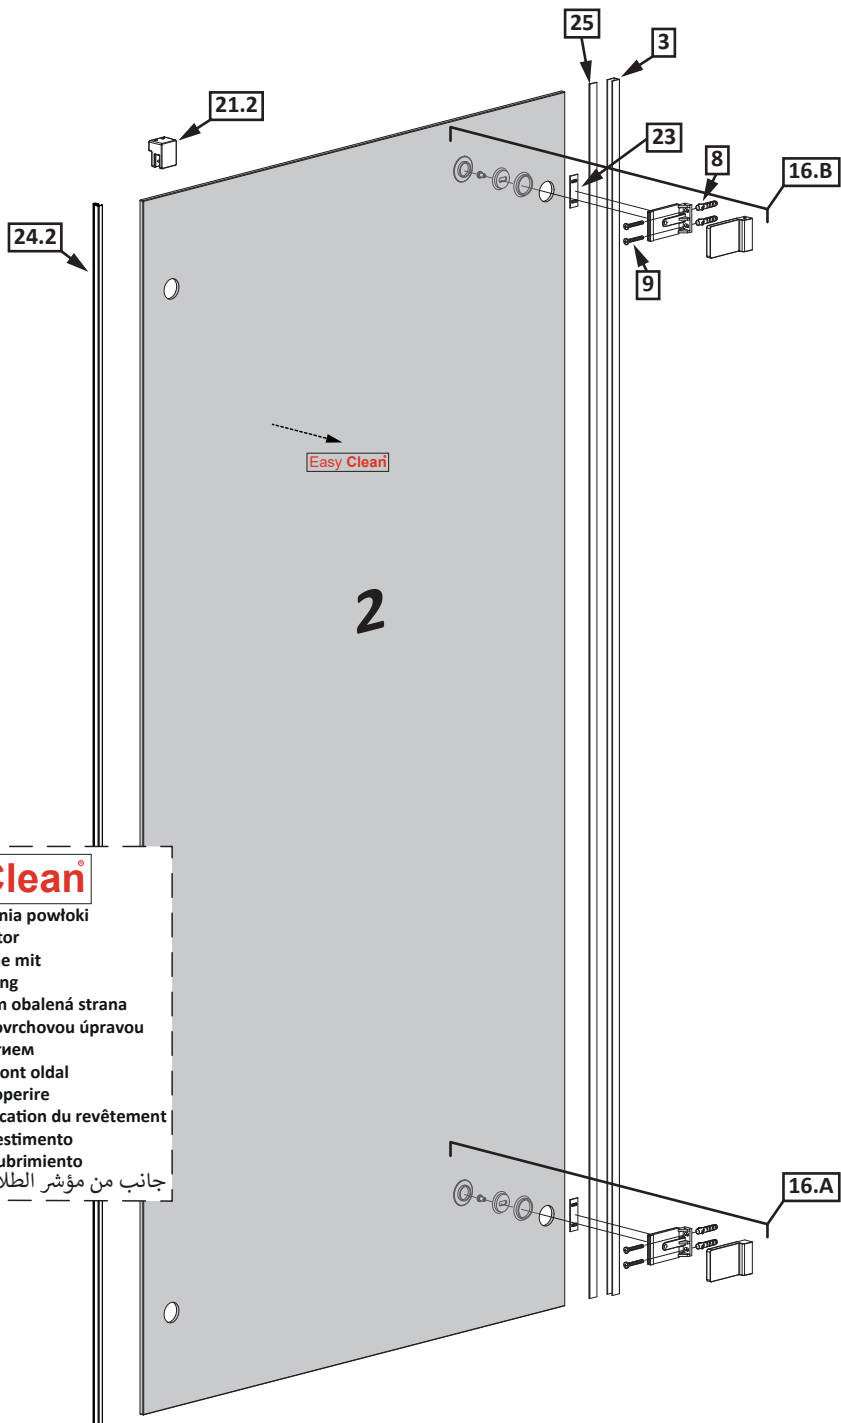 25
3
21.2
23
8
16.B
24.2
9
Easy Clean
2
Clean
nia powłoki
tor
e mit
ng
n obalená strana
ovrchovou úpravou
тием
ont oldal
operire
cation du revêtement
estimento
ubrimiento
جانب من مؤشر الطلا
16.A